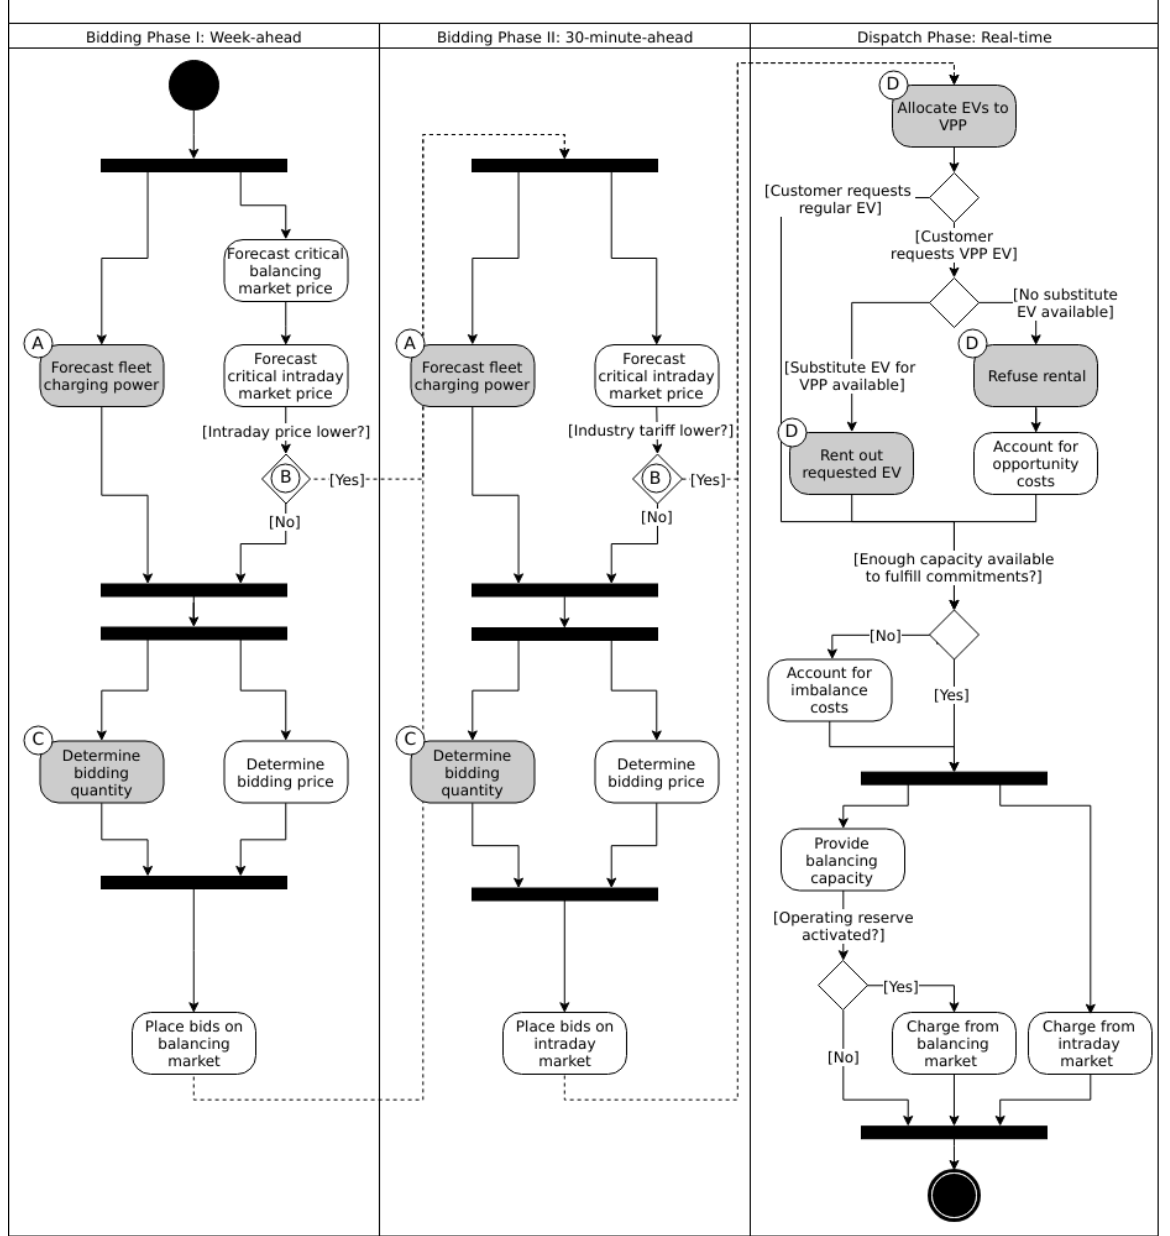 Bidding Phase I: Week-ahead
Forecast critical
balancing
market price
A
Forecast fleet
charging power
Forecast
critical intraday
market price
[Intraday price lower?]
B
[Yes]
[No]
C
Determine
bidding
quantity
Determine
bidding price
Place bids on
balancing
market
Bidding Phase II: 30-minute-ahead
A
Forecast fleet
charging power
Forecast
critical intraday
market price
[Industry tariff lower?]
B
[Yes]
[No]
C
Determine
bidding
quantity
Determine
bidding price
Place bids on
intraday
market
Dispatch Phase: Real-time
D
Allocate EVs to
VPP
[Customer requests
regular EV]
[Customer
requests VPP EV]
[No substitute
EV available]
[Substitute EV for
VPP available]
D
Refuse rental
D
Rent out
requested EV
Account for
opportunity
costs
[Enough capacity available
to fulfill commitments?]
[No]
Account for
imbalance
costs
[Yes]
Provide
balancing
capacity
[Operating reserve
activated?]
[Yes]
[No]
Charge from
balancing
market
Charge from
intraday
market